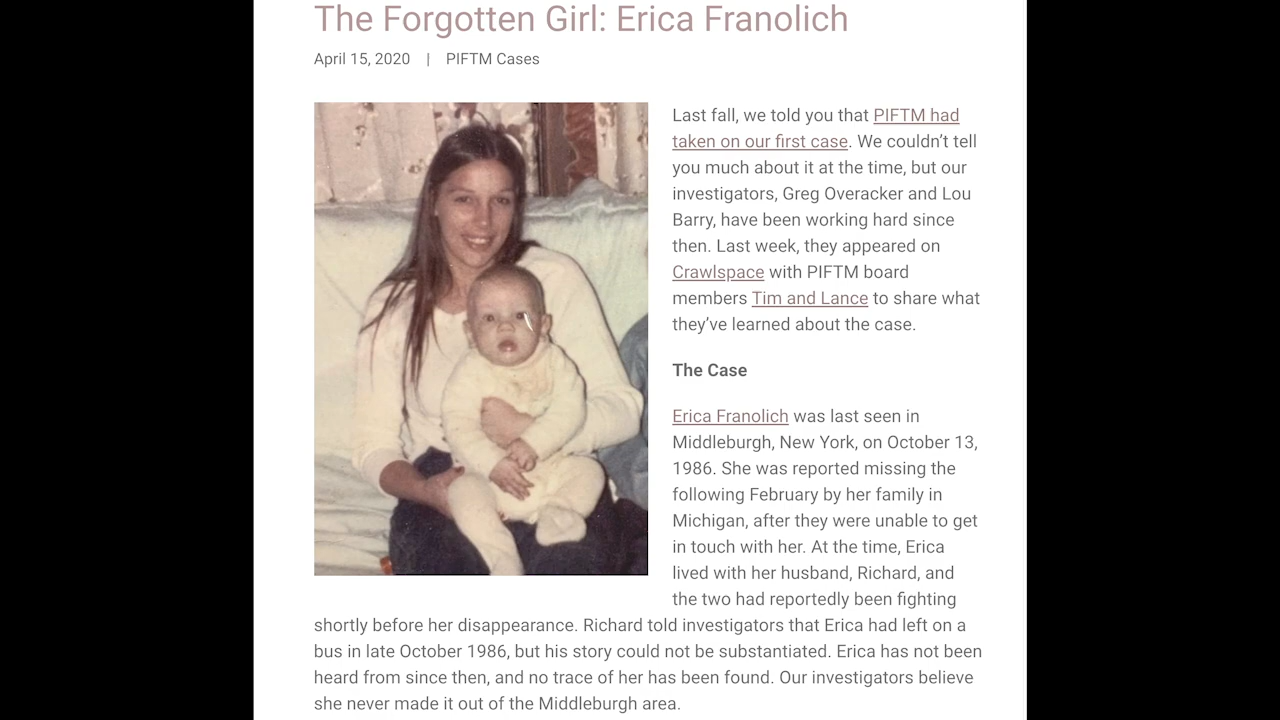 The Forgotten Girl: Erica Franolich
April 15, 2020 | PIFTM Cases
Last fall, we told you that PIFTM had
taken on our first case. We couldn’t tell
you much about it at the time, but our
investigators, Greg Overacker and Lou
Barry, have been working hard since
then. Last week, they appeared on
Crawlspace with PIFTM board
members Tim and Lance to share what
they’ve learned about the case.
The Case
Erica Franolich was last seen in
Middleburgh, New York, on October 13,
1986. She was reported missing the
following February by her family in
Michigan, after they were unable to get
in touch with her. At the time, Erica
lived with her husband, Richard, and
the two had reportedly been fighting
shortly before her disappearance. Richard told investigators that Erica had left on a
bus in late October 1986, but his story could not be substantiated. Erica has not been
heard from since then, and no trace of her has been found. Our investigators believe
she never made it out of the Middleburgh area.